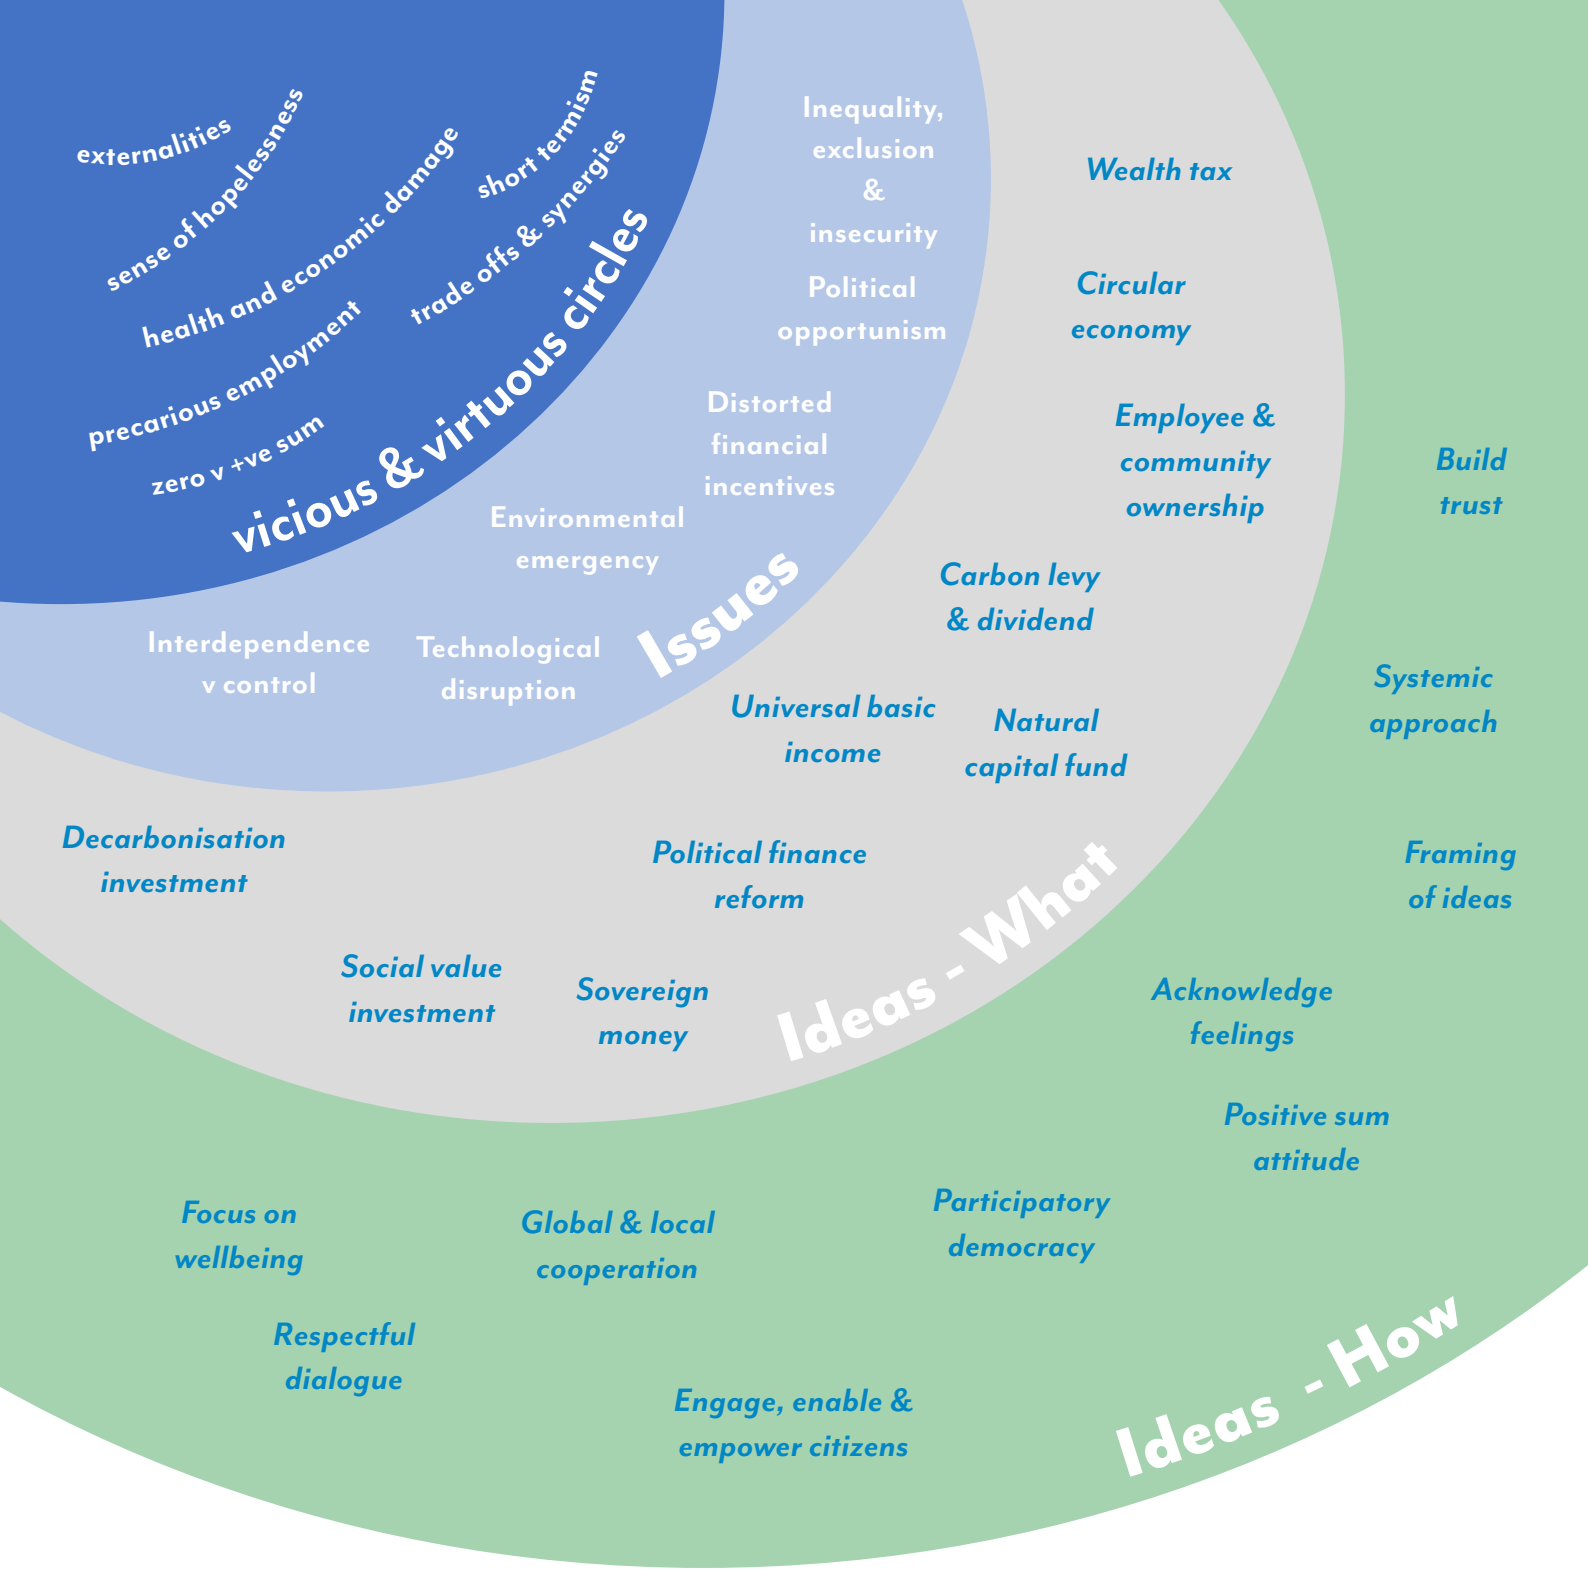 externalities
sense of hopelessness
health and economic damage
short termism
trade offs & synergies
precarious employment
zero v +ve sum
vicious & virtuous circles
Inequality,
exclusion
&
insecurity
Political
opportunism
Distorted
financial
incentives
Environmental
emergency
Interdependence
v control
Technological
disruption
Issues
Wealth tax
Circular
economy
Employee &
community
ownership
Carbon levy
& dividend
Universal basic
income
Natural
capital fund
Decarbonisation
investment
Political finance
reform
Social value
investment
Sovereign
money
Ideas - What
Build
trust
Systemic
approach
Framing
of ideas
Acknowledge
feelings
Positive sum
attitude
Participatory
democracy
Focus on
wellbeing
Global & local
cooperation
Respectful
dialogue
Engage, enable &
empower citizens
Ideas - How